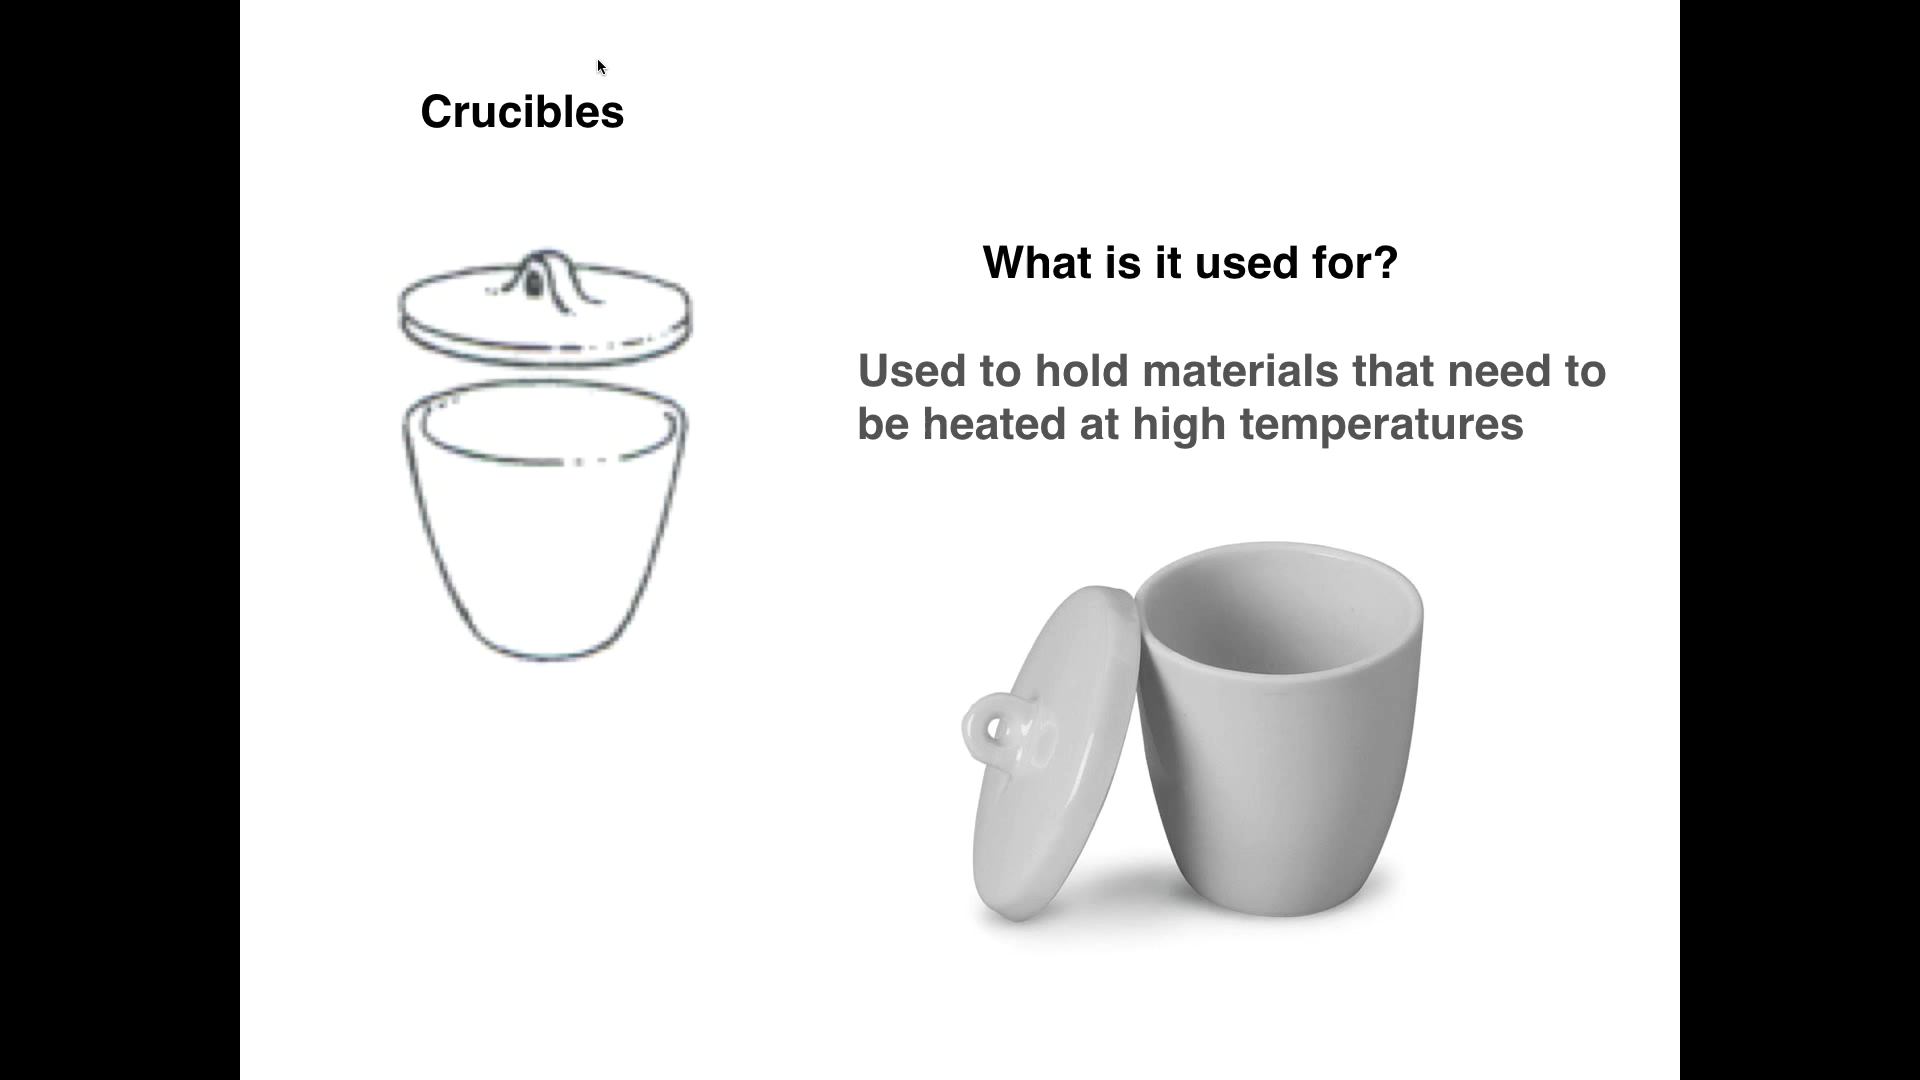 Crucibles
What is it used for?
Used to hold materials that need to
be heated at high temperatures